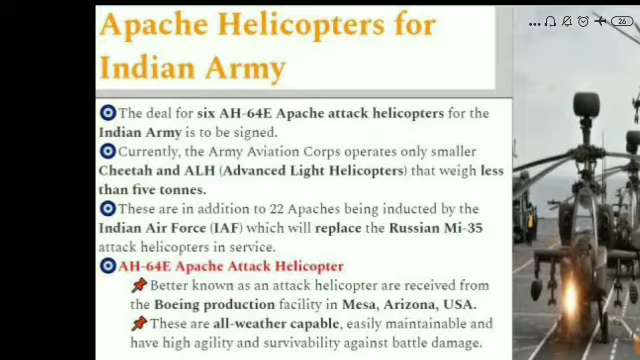 Apache Helicopters for
Indian Army
The deal for six AH-64E Apache attack helicopters for the
Indian Army is to be signed.
Currently, the Army Aviation Corps operates only smaller
Cheetah and ALH (Advanced Light Helicopters) that weigh less
than five tonnes.
These are in addition to 22 Apaches being inducted by the
Indian Air Force (IAF) which will replace the Russian Mi-35
attack helicopters in service.
AH-64E Apache Attack Helicopter
Better known as an attack helicopter are received from
the Boeing production facility in Mesa, Arizona, USA.
These are all-weather capable, easily maintainable and
have high agility and survivability against battle damage.
26